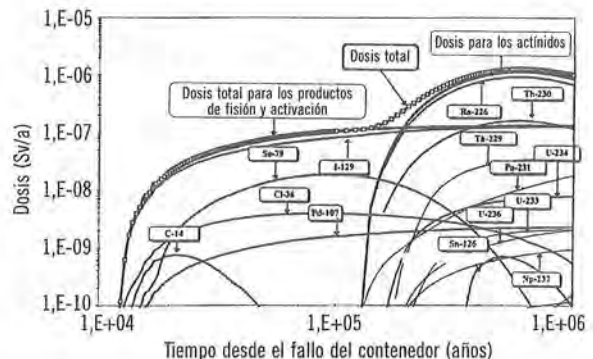 1,E-05
1,E-06
1,E-07
1,E-08
1,E-09
1,E-10
Dosis (Sv/a)
Dosis total para los productos
de fisión y activación
Dosis total
Dosis para los actínidos
Th-230
Ra-226
Th-229
Pa-231
U-234
U-233
U-236
Sn-126
Np-237
Se-79
I-129
Cl-36
Pd-107
C-14
1,E+04
1,E+05
1,E+06
Tiempo desde el fallo del contenedor (años)